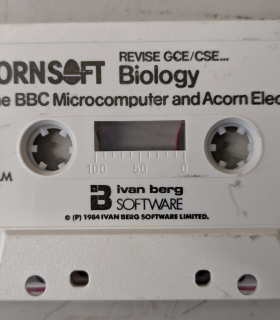 ORNSOFT
REVISE GCE/CSE...
Biology
e BBC Microcomputer and Acorn Elec
100 50 0
M
B ivan berg
SOFTWARE
© (P) 1984 IVAN BERG SOFTWARE LIMITED.